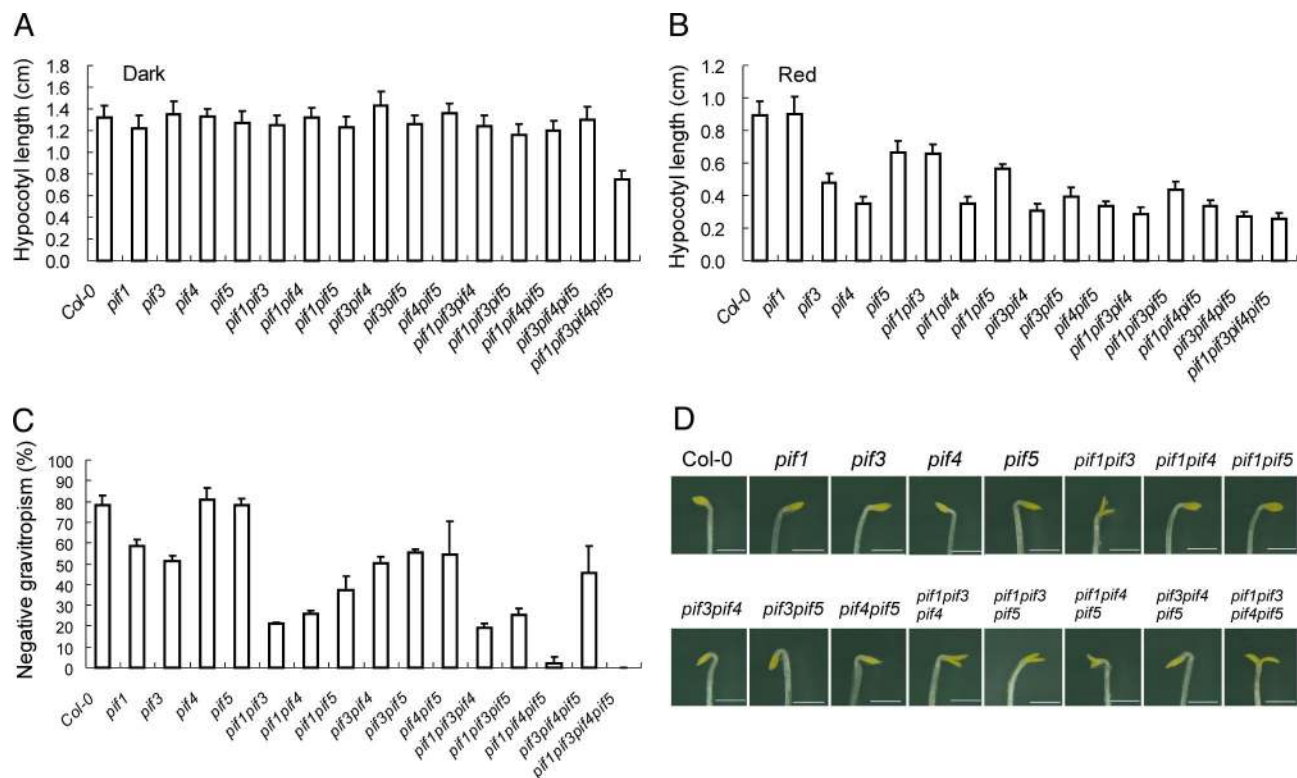 A
Dark
Hypocotyl length (cm)
1.8
1.6
1.4
1.2
1.0
0.8
0.6
0.4
0.2
0.0
Col-0
pif1
pif3
pif4
pif5
pif1pif3
pif1pif4
pif1pif5
pif3pif4
pif3pif5
pif4pif5
pif1pif3pif4
pif1pif3pif5
pif1pif4pif5
pif3pif4pif5
pif1pif3pif4pif5
B
Red
Hypocotyl length (cm)
1.2
1.0
0.8
0.6
0.4
0.2
0.0
Col-0
pif1
pif3
pif4
pif5
pif1pif3
pif1pif4
pif1pif5
pif3pif4
pif3pif5
pif4pif5
pif1pif3pif4
pif1pif3pif5
pif1pif4pif5
pif3pif4pif5
pif1pif3pif4pif5
C
Negative gravitropism (%)
100
90
80
70
60
50
40
30
20
10
0
Col-0
pif1
pif3
pif4
pif5
pif1pif3
pif1pif4
pif1pif5
pif3pif4
pif3pif5
pif4pif5
pif1pif3pif4
pif1pif3pif5
pif1pif4pif5
pif3pif4pif5
pif1pif3pif4pif5
D
Col-0 pif1 pif3 pif4 pif5 pif1pif3 pif1pif4 pif1pif5
pif3pif4 pif3pif5 pif4pif5
pif1pif3
pif4
pif1pif3
pif5
pif1pif4
pif5
pif3pif4
pif5
pif1pif3
pif4pif5